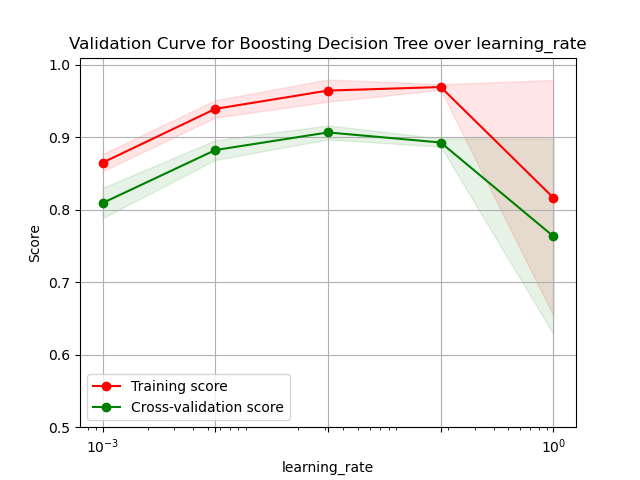 Validation Curve for Boosting Decision Tree over learning_rate
1.0
0.9
0.8
0.7
0.6
0.5
Score
Training score
Cross-validation score
10⁻³
10⁰
learning_rate